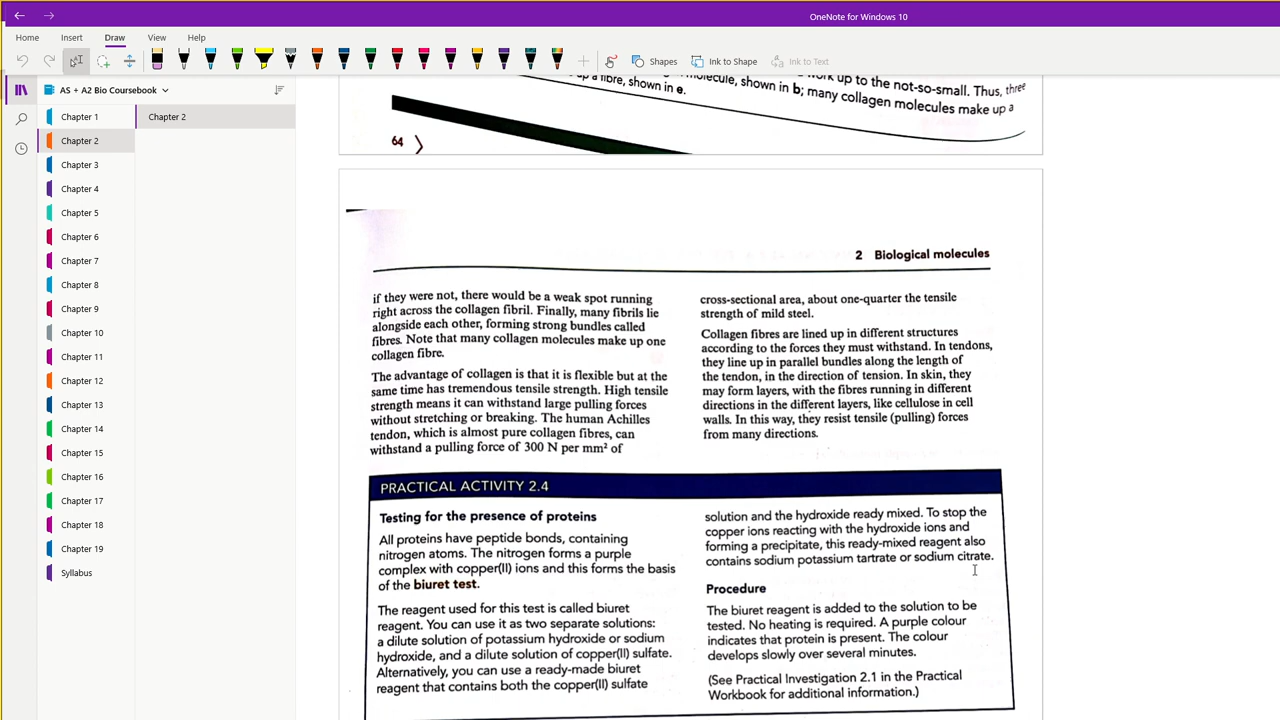 OneNote for Windows 10
Home Insert Draw View Help
Shapes Ink to Shape Ink to Text
AS + A2 Bio Coursebook
Chapter 1
Chapter 2
Chapter 3
Chapter 4
Chapter 5
Chapter 6
Chapter 7
Chapter 8
Chapter 9
Chapter 10
Chapter 11
Chapter 12
Chapter 13
Chapter 14
Chapter 15
Chapter 16
Chapter 17
Chapter 18
Chapter 19
Syllabus
Chapter 2
work up to the not-so-small. Thus, three
up a fibre, shown in e. molecule, shown in b; many collagen molecules make up a
64
2 Biological molecules
if they were not, there would be a weak spot running
right across the collagen fibril. Finally, many fibrils lie
alongside each other, forming strong bundles called
fibres. Note that many collagen molecules make up one
collagen fibre.
The advantage of collagen is that it is flexible but at the
same time has tremendous tensile strength. High tensile
strength means it can withstand large pulling forces
without stretching or breaking. The human Achilles
tendon, which is almost pure collagen fibres, can
withstand a pulling force of 300 N per mm² of
cross-sectional area, about one-quarter the tensile
strength of mild steel.
Collagen fibres are lined up in different structures
according to the forces they must withstand. In tendons,
they line up in parallel bundles along the length of
the tendon, in the direction of tension. In skin, they
may form layers, with the fibres running in different
directions in the different layers, like cellulose in cell
walls. In this way, they resist tensile (pulling) forces
from many directions.
PRACTICAL ACTIVITY 2.4
Testing for the presence of proteins
All proteins have peptide bonds, containing
nitrogen atoms. The nitrogen forms a purple
complex with copper(II) ions and this forms the basis
of the biuret test.
The reagent used for this test is called biuret
reagent. You can use it as two separate solutions:
a dilute solution of potassium hydroxide or sodium
hydroxide, and a dilute solution of copper(II) sulfate.
Alternatively, you can use a ready-made biuret
reagent that contains both the copper(II) sulfate
solution and the hydroxide ready mixed. To stop the
copper ions reacting with the hydroxide ions and
forming a precipitate, this ready-mixed reagent also
contains sodium potassium tartrate or sodium citrate.
Procedure
The biuret reagent is added to the solution to be
tested. No heating is required. A purple colour
indicates that protein is present. The colour
develops slowly over several minutes.
(See Practical Investigation 2.1 in the Practical
Workbook for additional information.)